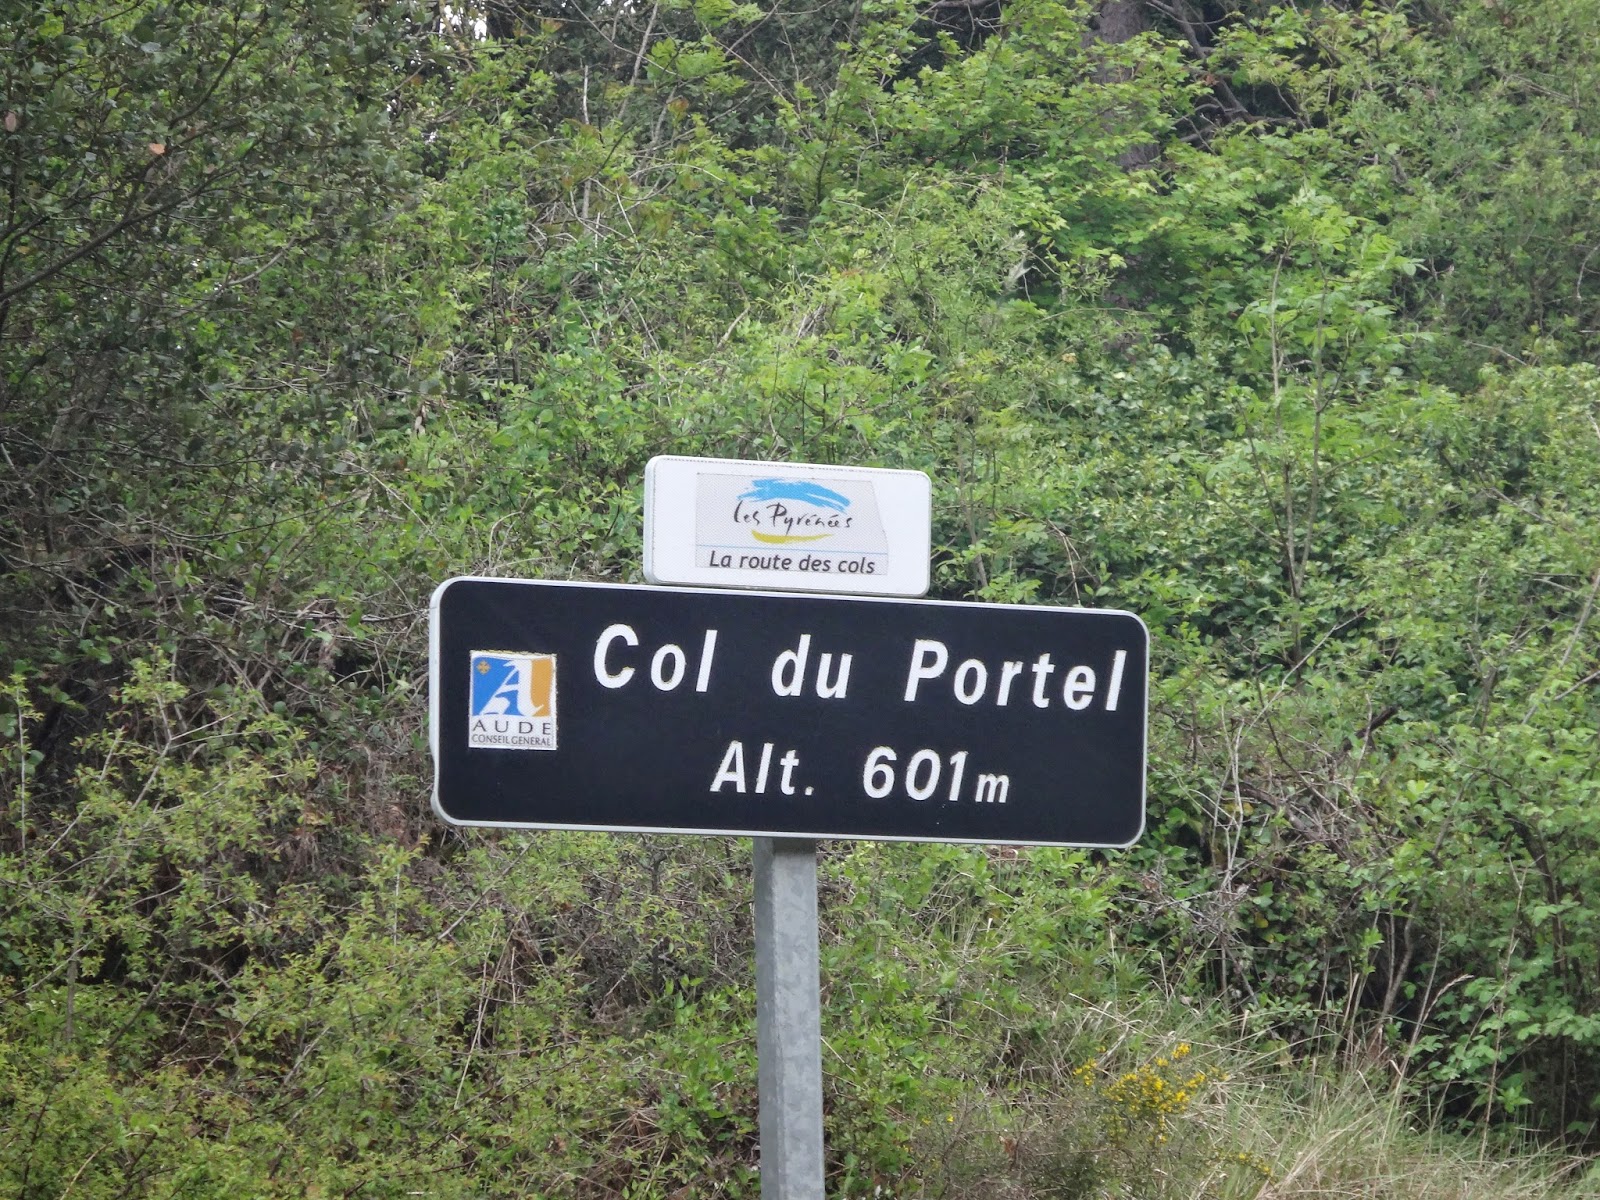 Les Pyrénées
La route des cols
Col du Portel
Alt. 601m
A
AUDE
CONSEIL GENERAL